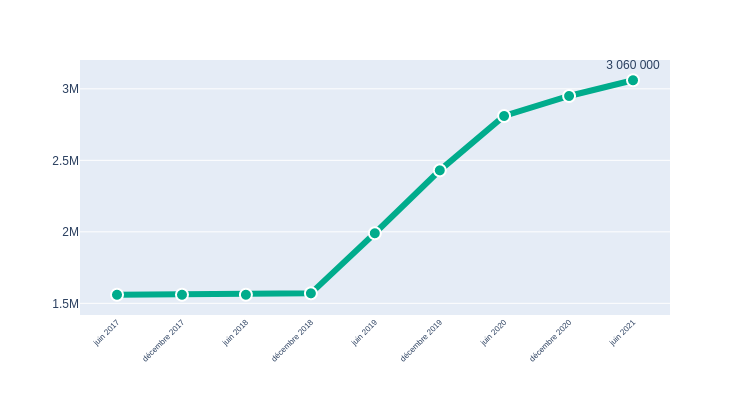 3 060 000
3M
2.5M
2M
1.5M
juin 2017
décembre 2017
juin 2018
décembre 2018
juin 2019
décembre 2019
juin 2020
décembre 2020
juin 2021